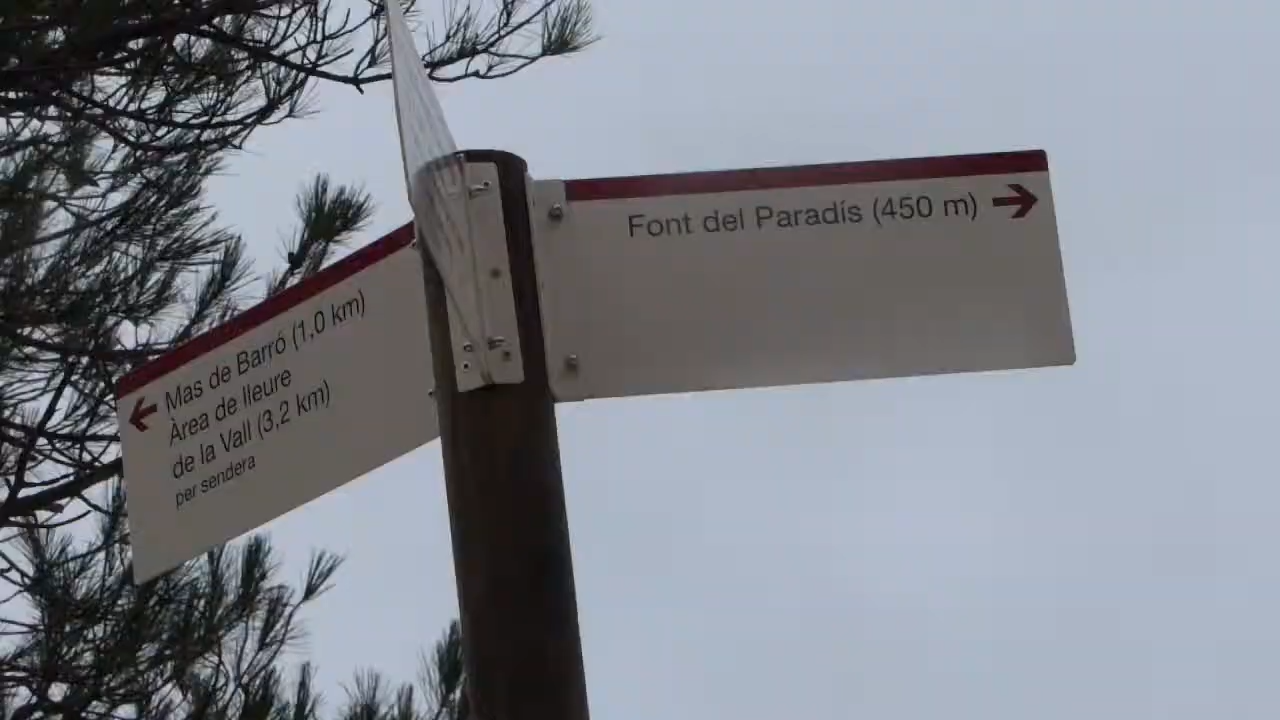 Mas de Barró (1,0 km)
Àrea de lleure
de la Vall (3,2 km)
per sendera
Font del Paradís (450 m)